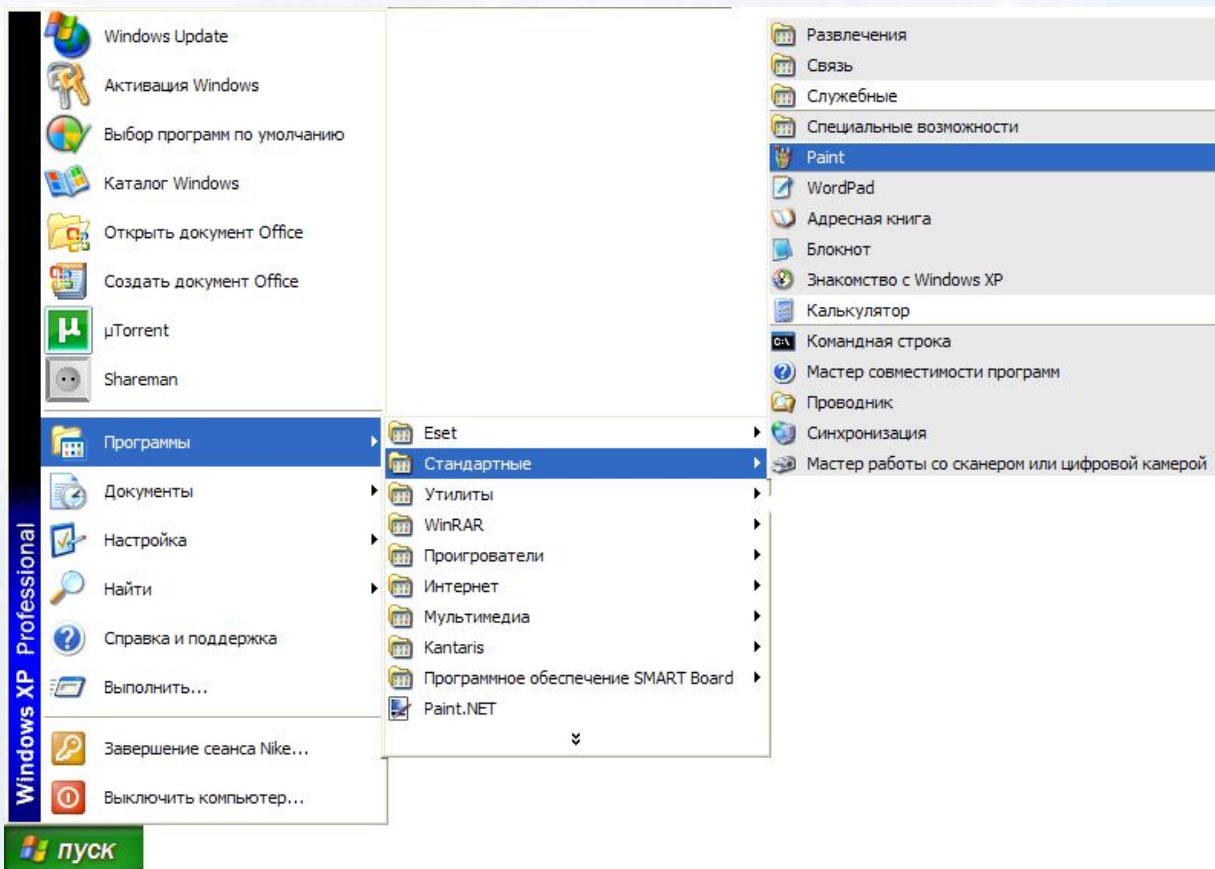 Windows Update
Активация Windows
Выбор программ по умолчанию
Каталог Windows
Открыть документ Office
Создать документ Office
µTorrent
Shareman
Программы
Документы
Настройка
Найти
Справка и поддержка
Выполнить...
Завершение сеанса Nike...
Выключить компьютер...
Windows XP Professional
пуск
Eset
Стандартные
Утилиты
WinRAR
Проигрователи
Интернет
Мультимедиа
Kantaris
Программное обеспечение SMART Board
Paint.NET
Развлечения
Связь
Служебные
Специальные возможности
Paint
WordPad
Адресная книга
Блокнот
Знакомство с Windows XP
Калькулятор
Командная строка
Мастер совместимости программ
Проводник
Синхронизация
Мастер работы со сканером или цифровой камерой